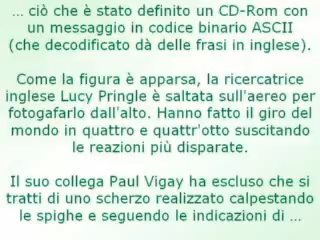 ... ciò che è stato definito un CD-Rom con
un messaggio in codice binario ASCII
(che decodificato dà delle frasi in inglese).
Come la figura è apparsa, la ricercatrice
inglese Lucy Pringle è saltata sull'aereo per
fotogafarlo dall'alto. Hanno fatto il giro del
mondo in quattro e quattr'otto suscitando
le reazioni più disparate.
Il suo collega Paul Vigay ha escluso che si
tratti di uno scherzo realizzato calpestando
le spighe e seguendo le indicazioni di ...